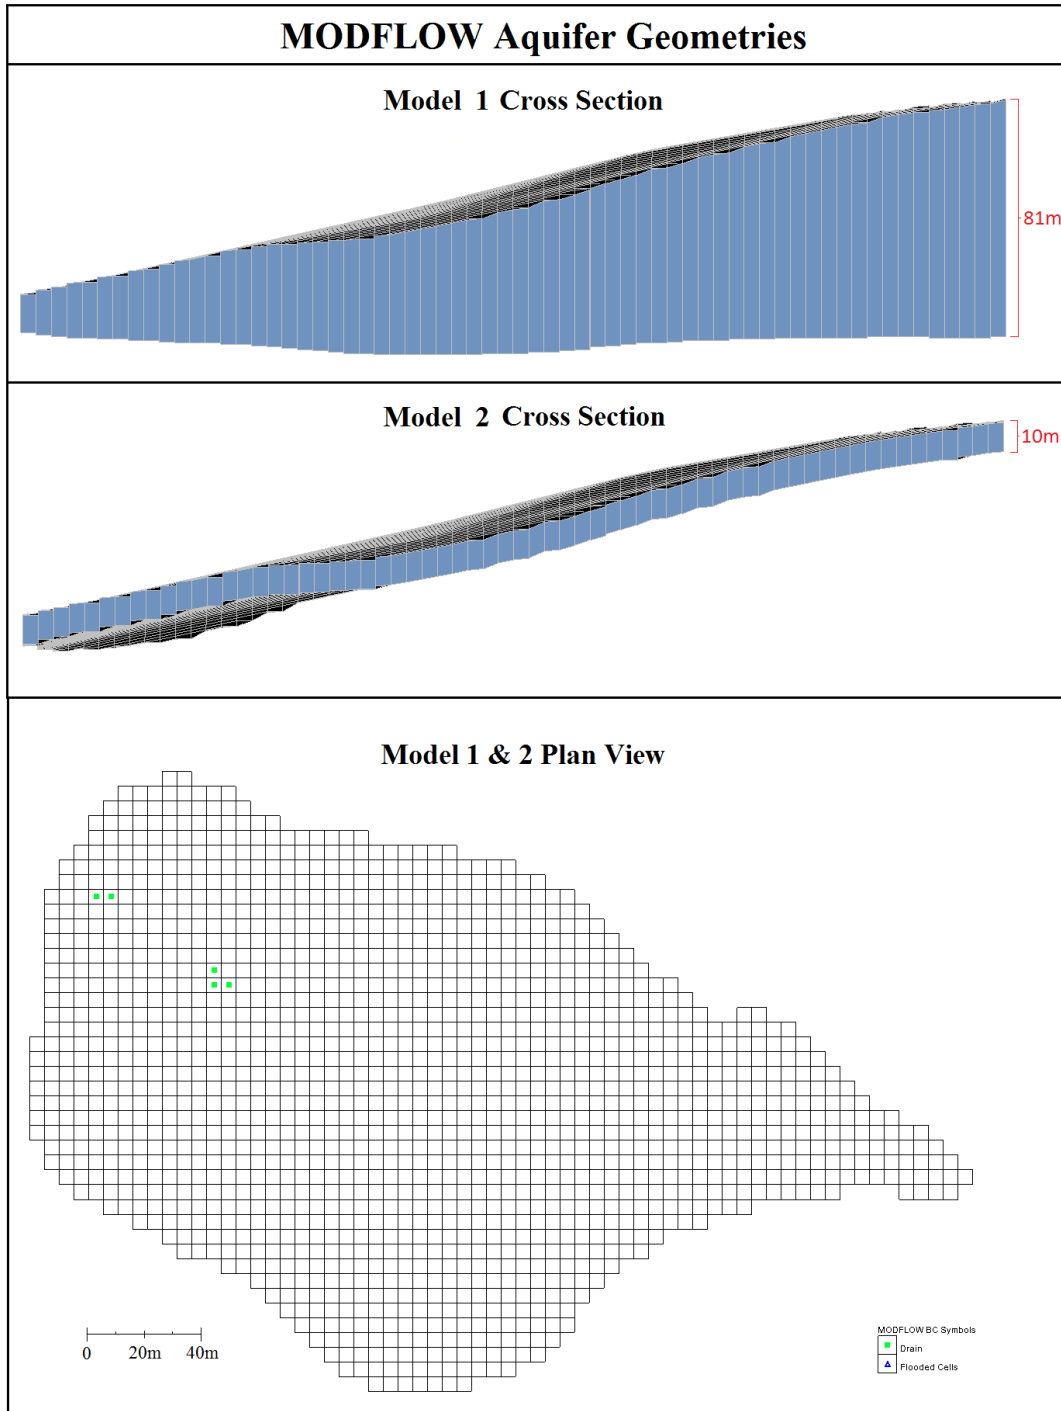 MODFLOW Aquifer Geometries
Model 1 Cross Section
81m
Model 2 Cross Section
10m
Model 1 & 2 Plan View
0 20m 40m
MODFLOW BC Symbols
Drain
Flooded Cells